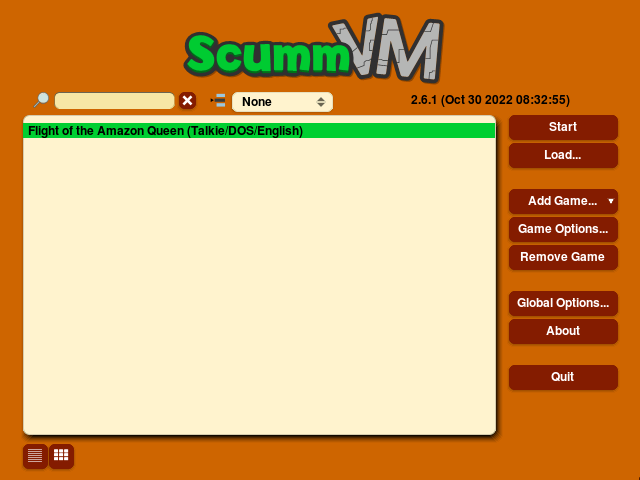 ScummVM
None
2.6.1 (Oct 30 2022 08:32:55)
Flight of the Amazon Queen (Talkie/DOS/English)
Start
Load...
Add Game...
Game Options...
Remove Game
Global Options...
About
Quit